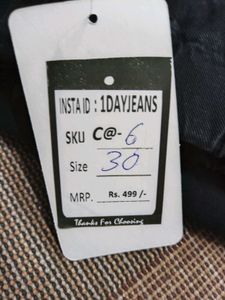 INSTA ID : 1DAYJEANS
SKU C@-6
Size 30
MRP. Rs. 499 /-
Thanks For Choosing